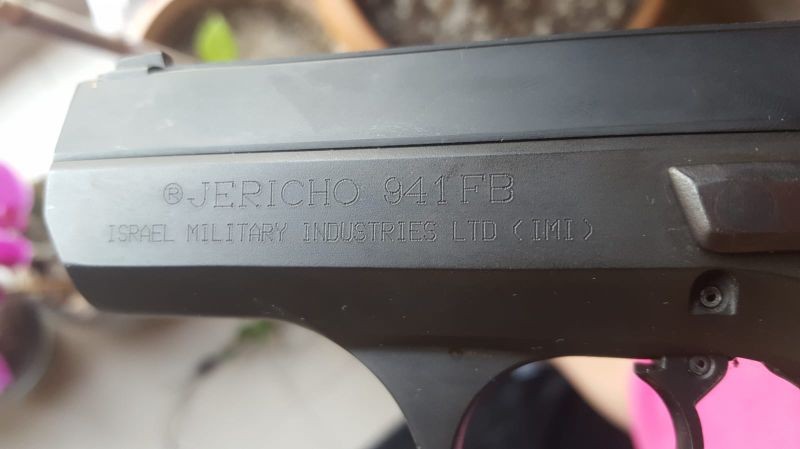 ®JERICHO 941FB
ISRAEL MILITARY INDUSTRIES LTD (IMI)